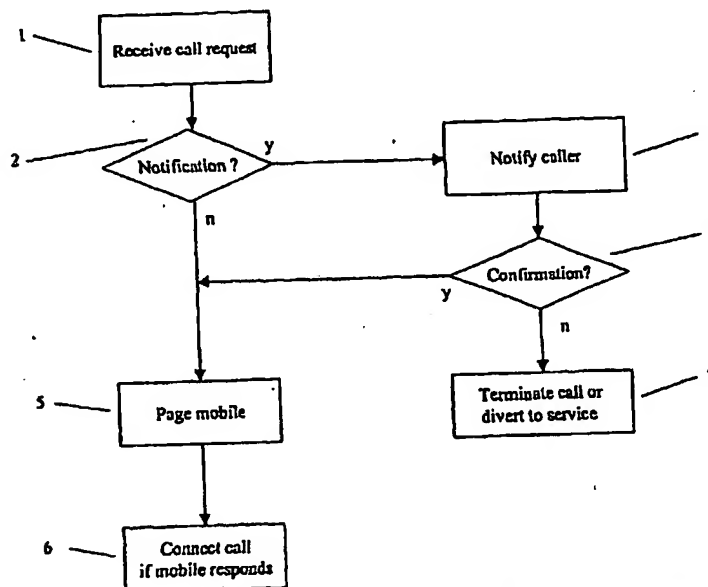 1
Receive call request
2
Notification ?
y
n
Notify caller
Confirmation?
y
n
Terminate call or
divert to service
5
Page mobile
6
Connect call
if mobile responds